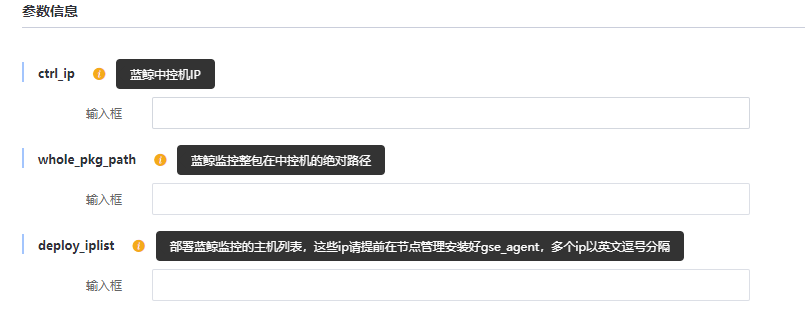 参数信息
ctrl_ip 蓝鲸中控机IP
输入框
whole_pkg_path 蓝鲸监控整包在中控机的绝对路径
输入框
deploy_iplist 部署蓝鲸监控的主机列表，这些ip请提前在节点管理安装好gse_agent，多个ip以英文逗号分隔
输入框